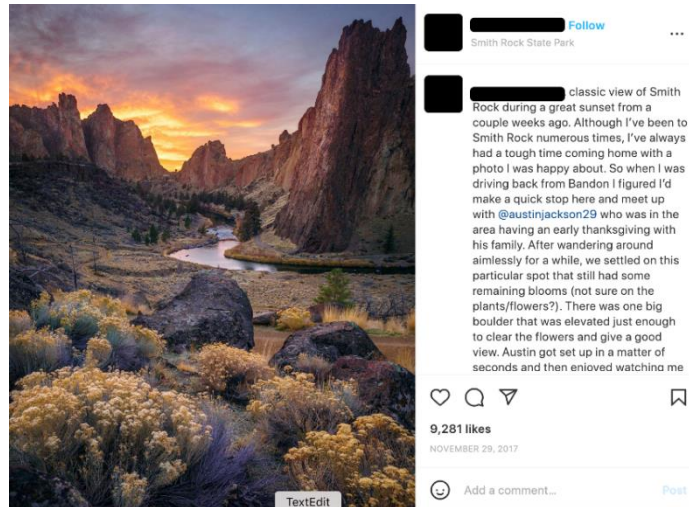 Follow
Smith Rock State Park
classic view of Smith
Rock during a great sunset from a
couple weeks ago. Although I've been to
Smith Rock numerous times, I've always
had a tough time coming home with a
photo I was happy about. So when I was
driving back from Bandon I figured I'd
make a quick stop here and meet up
with @austinjackson29 who was in the
area having an early thanksgiving with
his family. After wandering around
aimlessly for a while, we settled on this
particular spot that still had some
remaining blooms (not sure on the
plants/flowers?). There was one big
boulder that was elevated just enough
to clear the flowers and give a good
view. Austin got set up in a matter of
seconds and then enjoyed watching me
9,281 likes
NOVEMBER 29, 2017
Add a comment...
Post
TextEdit